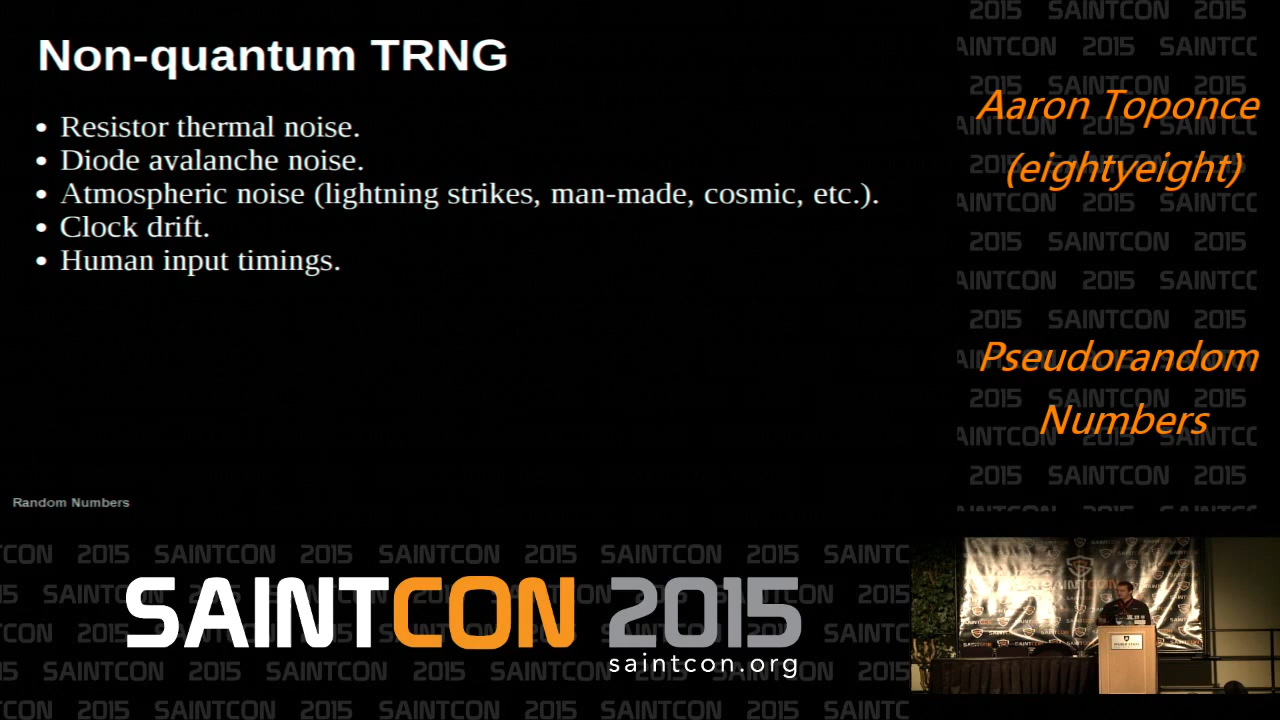 Non-quantum TRNG
• Resistor thermal noise.
• Diode avalanche noise.
• Atmospheric noise (lightning strikes, man-made, cosmic, etc.).
• Clock drift.
• Human input timings.
Random Numbers
Aaron Toponce
(eightyeight)
Pseudorandom
Numbers
SAINTCON 2015
saintcon.org